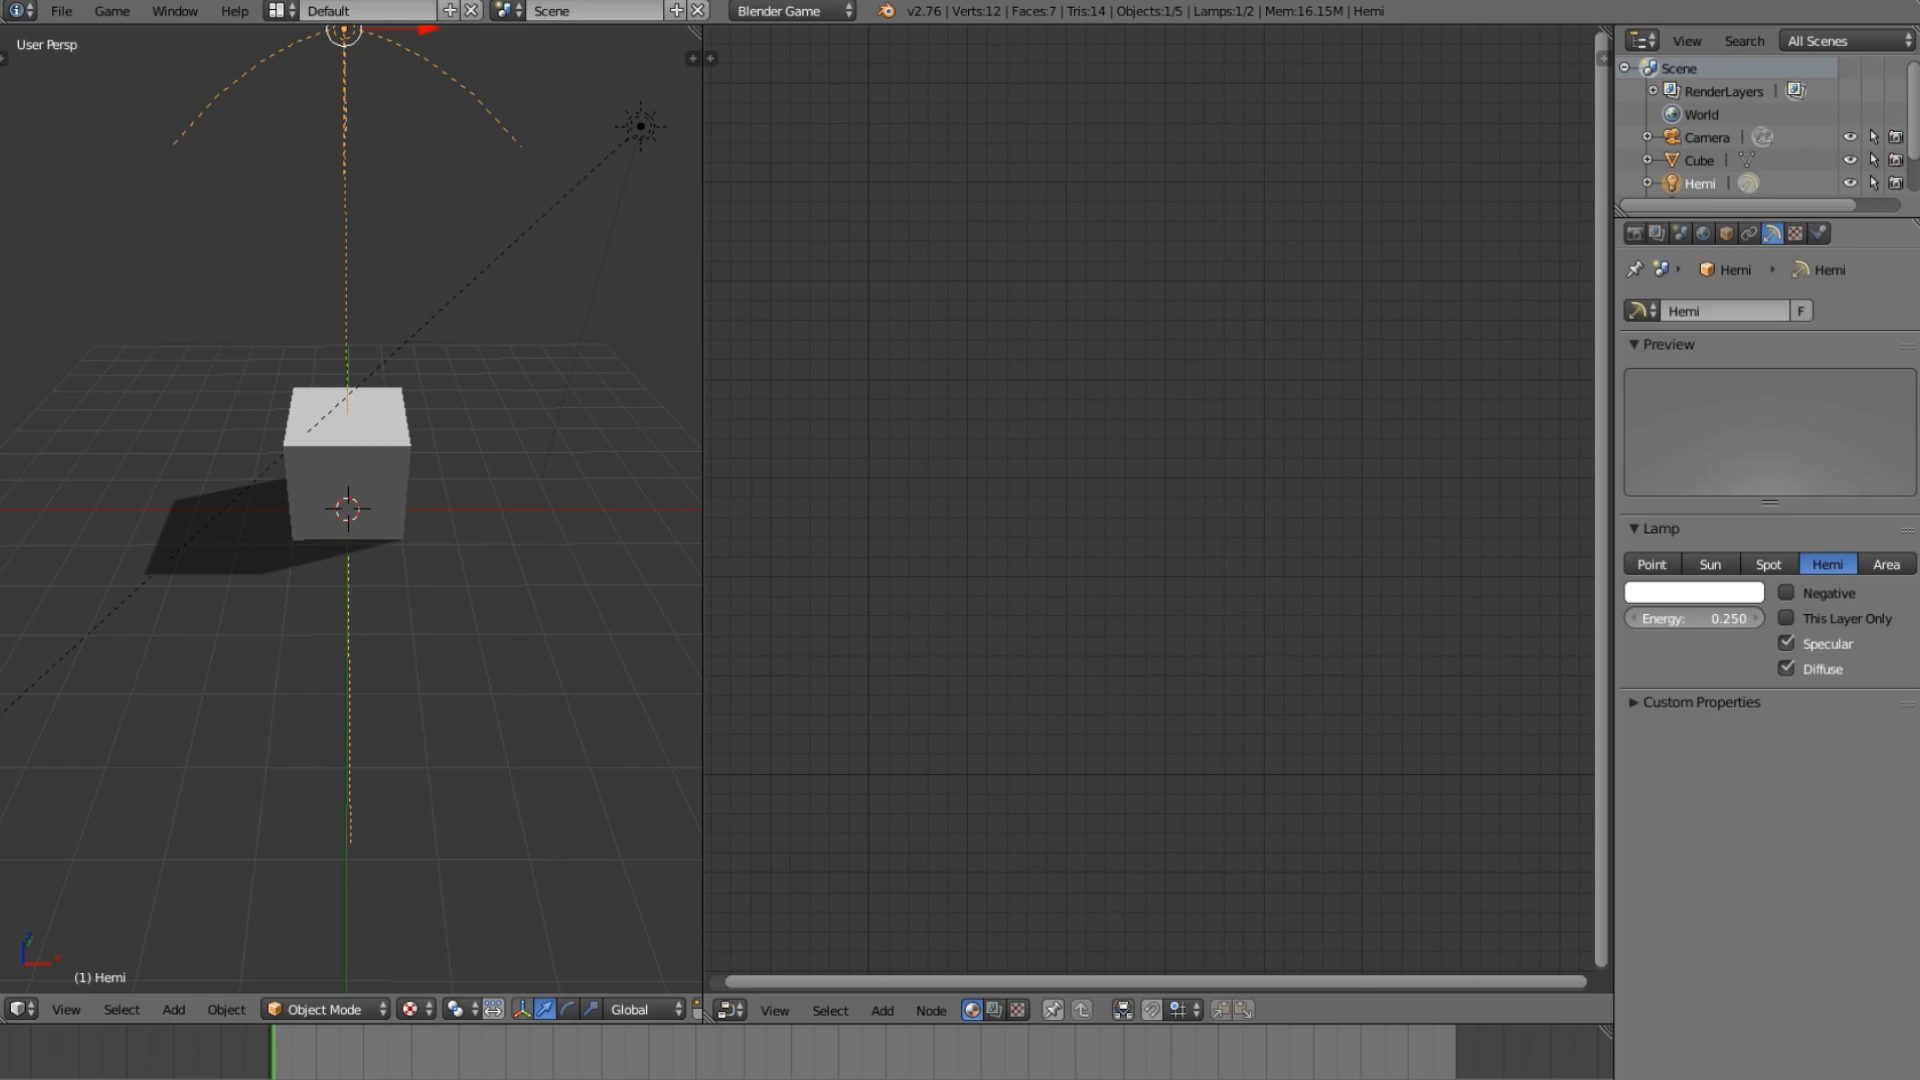 File Game Window Help Default Scene Blender Game v2.76 | Verts:12 | Faces:7 | Tris:14 | Objects:1/5 | Lamps:1/2 | Mem:16.15M | Hemi
User Persp
View Search All Scenes
Scene
RenderLayers
World
Camera
Cube
Hemi
Hemi Hemi
Hemi F
Preview
Lamp
Point Sun Spot Hemi Area
Negative
Energy: 0.250 This Layer Only
Specular
Diffuse
Custom Properties
(1) Hemi
View Select Add Object Object Mode Global
View Select Add Node